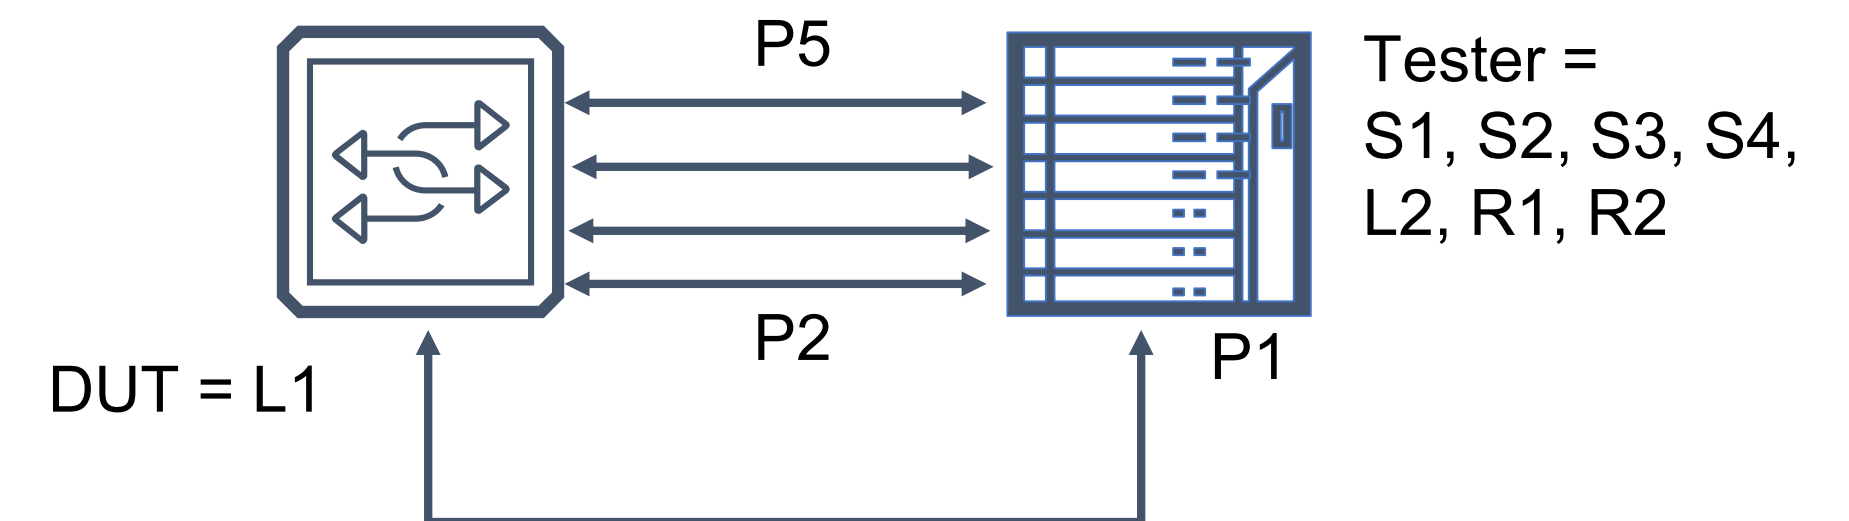 P5
Tester =
S1, S2, S3, S4,
L2, R1, R2
P2
P1
DUT = L1